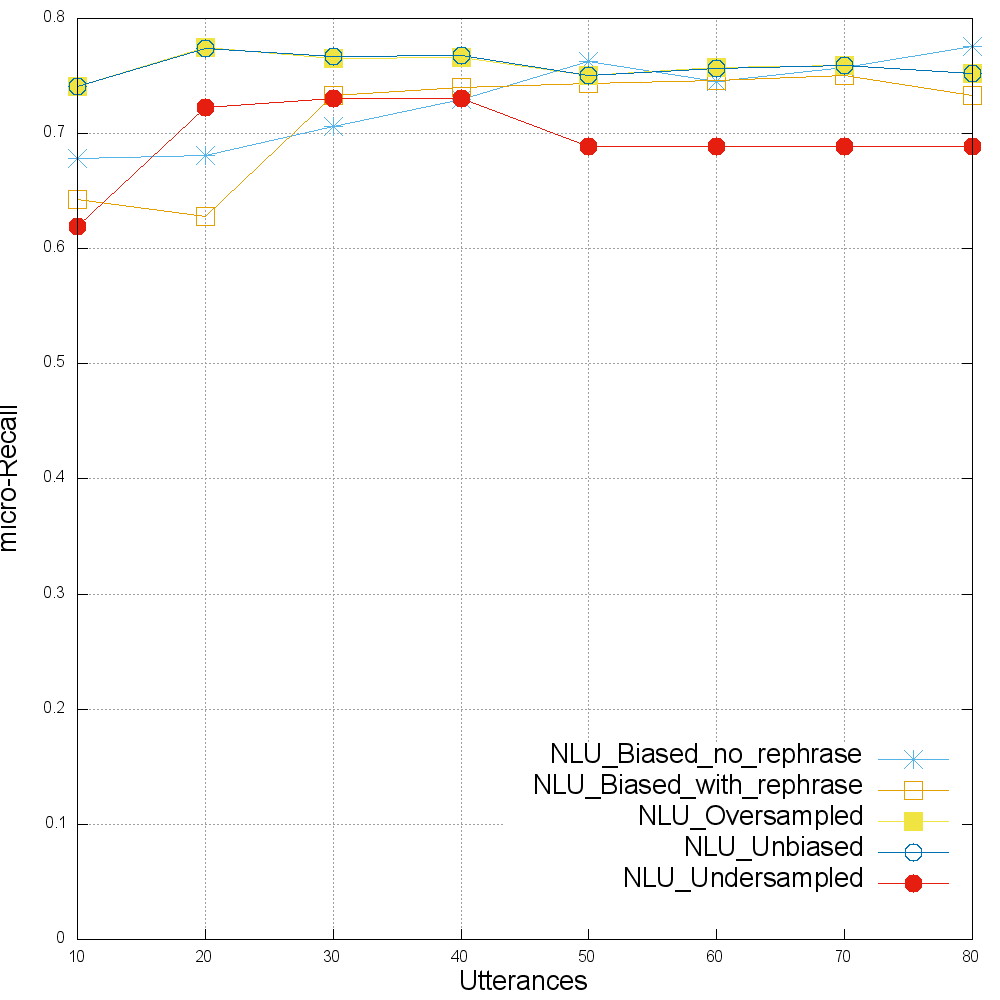 0.8
0.7
0.6
0.5
0.4
0.3
0.2
0.1
0
micro-Recall
NLU_Biased_no_rephrase
NLU_Biased_with_rephrase
NLU_Oversampled
NLU_Unbiased
NLU_Undersampled
10 20 30 40 50 60 70 80
Utterances